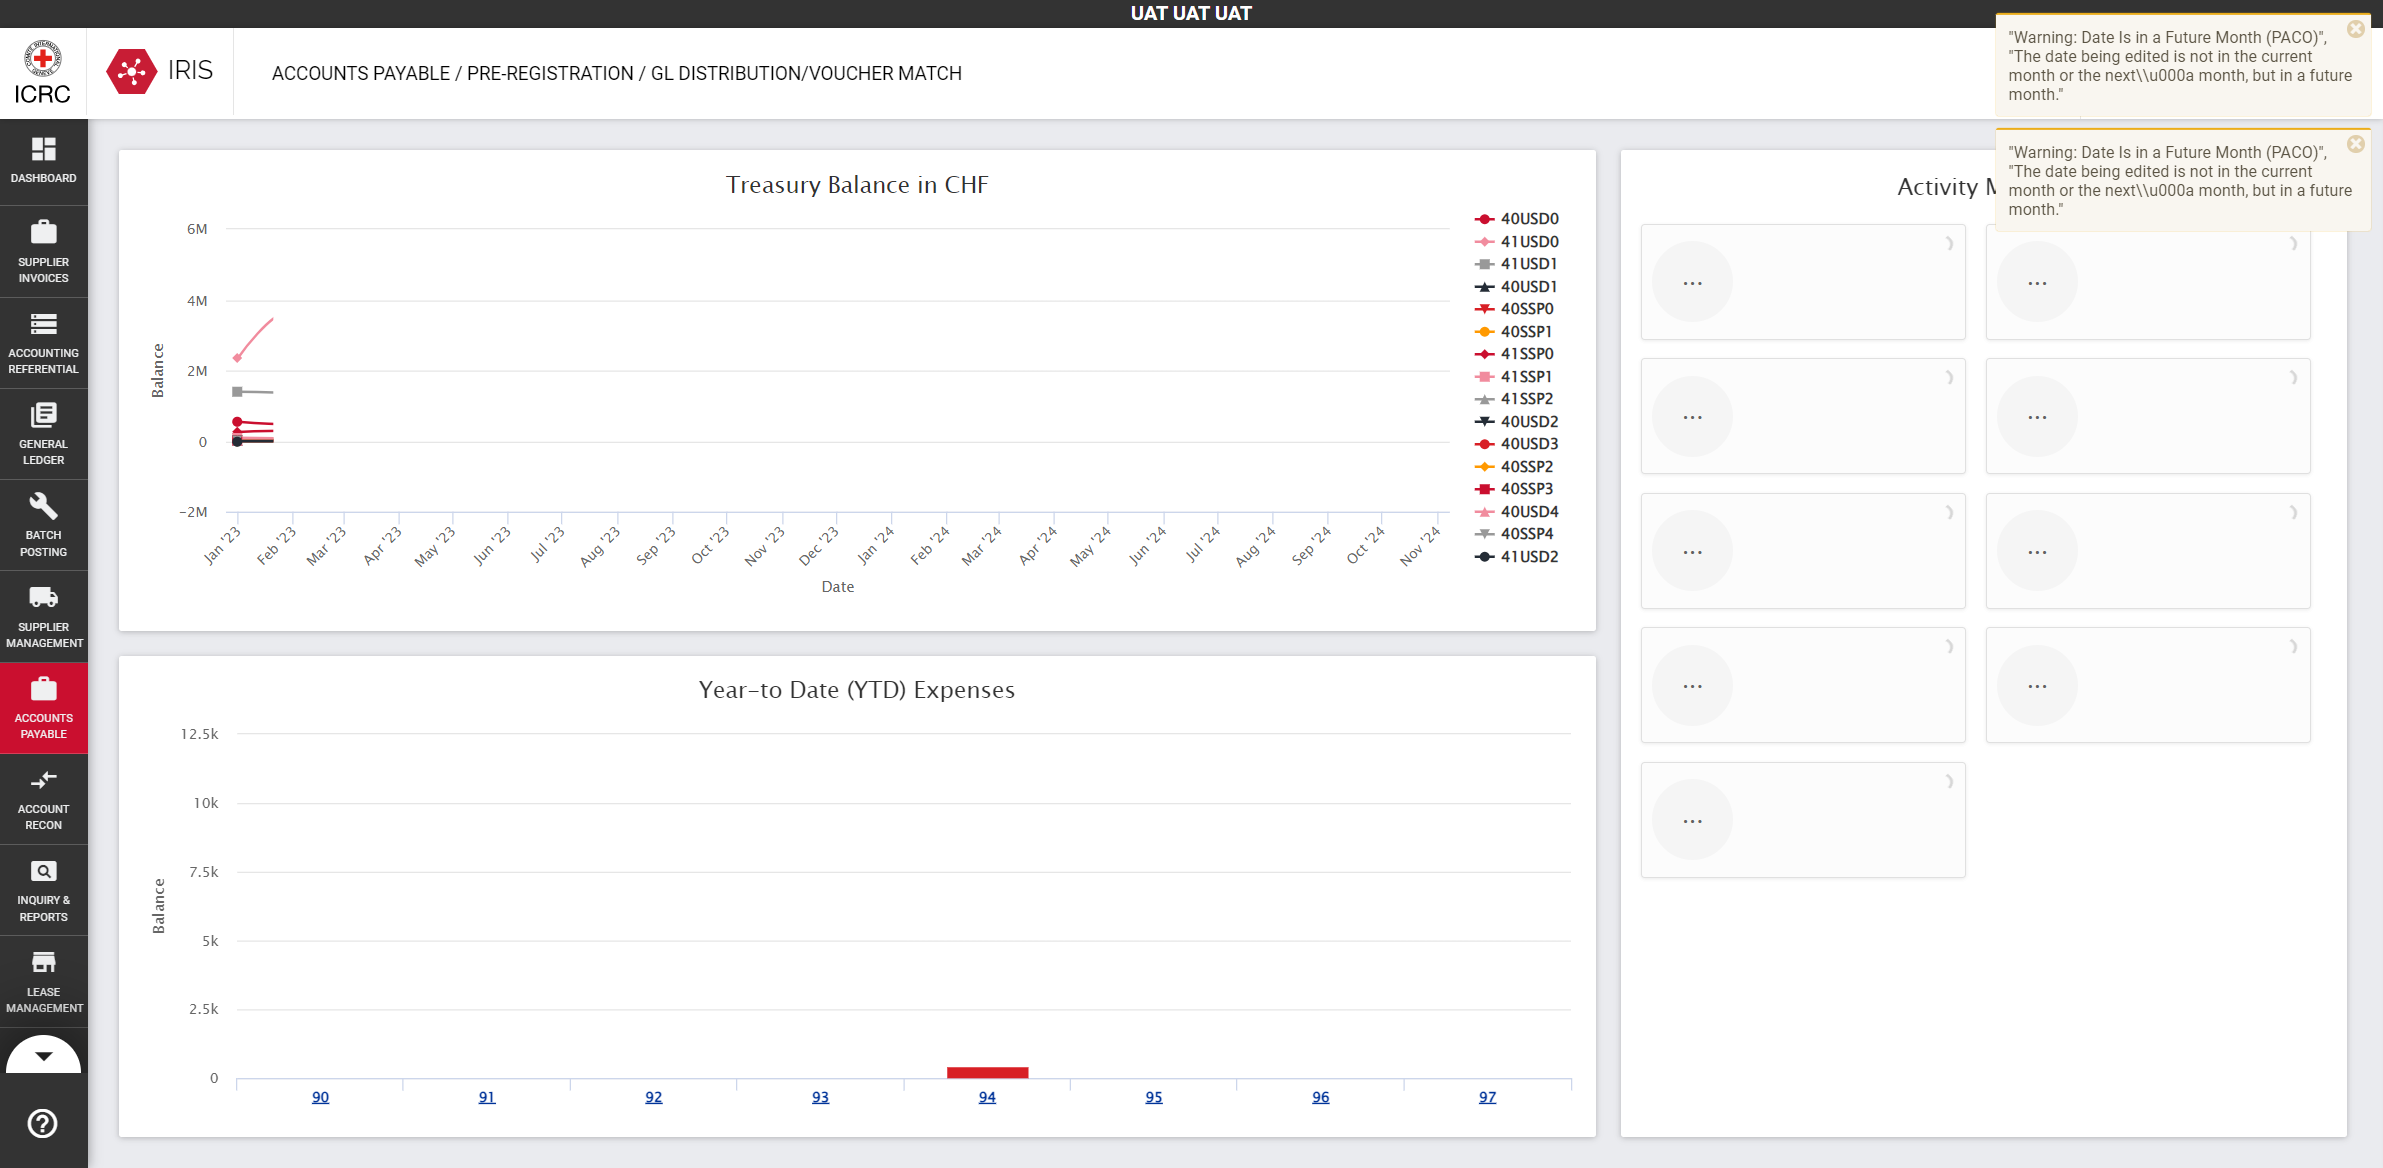 UAT UAT UAT
ICRC
IRIS
ACCOUNTS PAYABLE / PRE-REGISTRATION / GL DISTRIBUTION/VOUCHER MATCH
"Warning: Date Is in a Future Month (PACO)",
"The date being edited is not in the current
month or the next\\u000a month, but in a future
month."
"Warning: Date Is in a Future Month (PACO)",
"The date being edited is not in the current
month or the next\\u000a month, but in a future
month."
DASHBOARD
SUPPLIER
INVOICES
ACCOUNTING
REFERENTIAL
GENERAL
LEDGER
BATCH
POSTING
SUPPLIER
MANAGEMENT
ACCOUNTS
PAYABLE
ACCOUNT
RECON
INQUIRY &
REPORTS
LEASE
MANAGEMENT
Treasury Balance in CHF
Balance
6M
4M
2M
0
-2M
Jan '23
Feb '23
Mar '23
Apr '23
May '23
Jun '23
Jul '23
Aug '23
Sep '23
Oct '23
Nov '23
Dec '23
Jan '24
Feb '24
Mar '24
Apr '24
May '24
Jun '24
Jul '24
Aug '24
Sep '24
Oct '24
Nov '24
Date
40USD0
41USD0
41USD1
40USD1
40SSP0
40SSP1
41SSP0
41SSP1
41SSP2
40USD2
40USD3
40SSP2
40SSP3
40USD4
40SSP4
41USD2
Year-to Date (YTD) Expenses
Balance
12.5k
10k
7.5k
5k
2.5k
0
90
91
92
93
94
95
96
97
Activity M
...
...
...
...
...
...
...
...
...